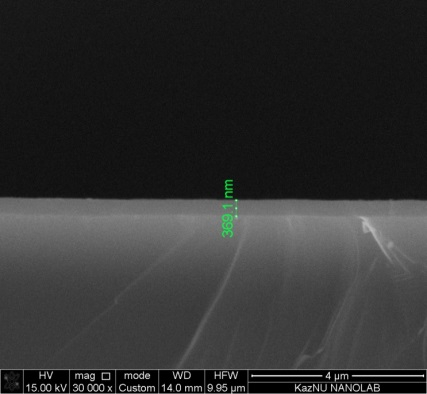 369.1 nm
HV mag □ mode WD HFW 4 µm
15.00 kV 30 000 x Custom 14.0 mm 9.95 µm KazNU NANOLAB